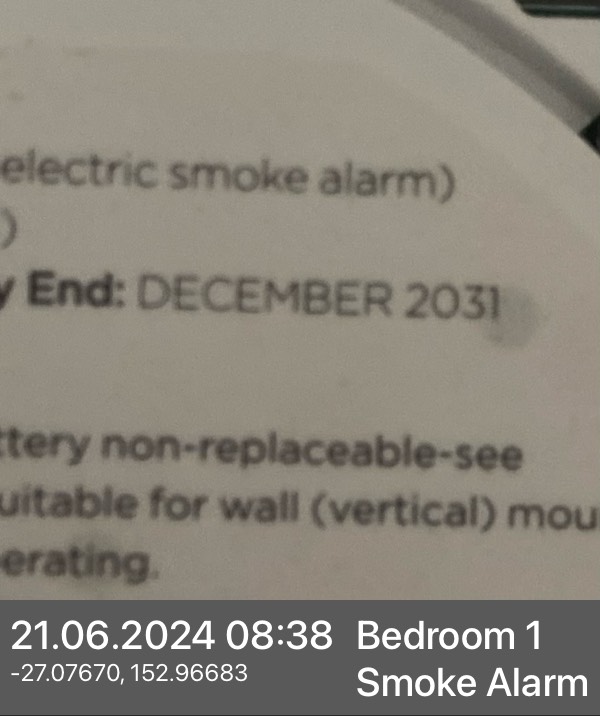 electric smoke alarm)
)
y End: DECEMBER 2031
ttery non-replaceable-see
uitable for wall (vertical) mou
erating.
21.06.2024 08:38
-27.07670, 152.96683
Bedroom 1
Smoke Alarm